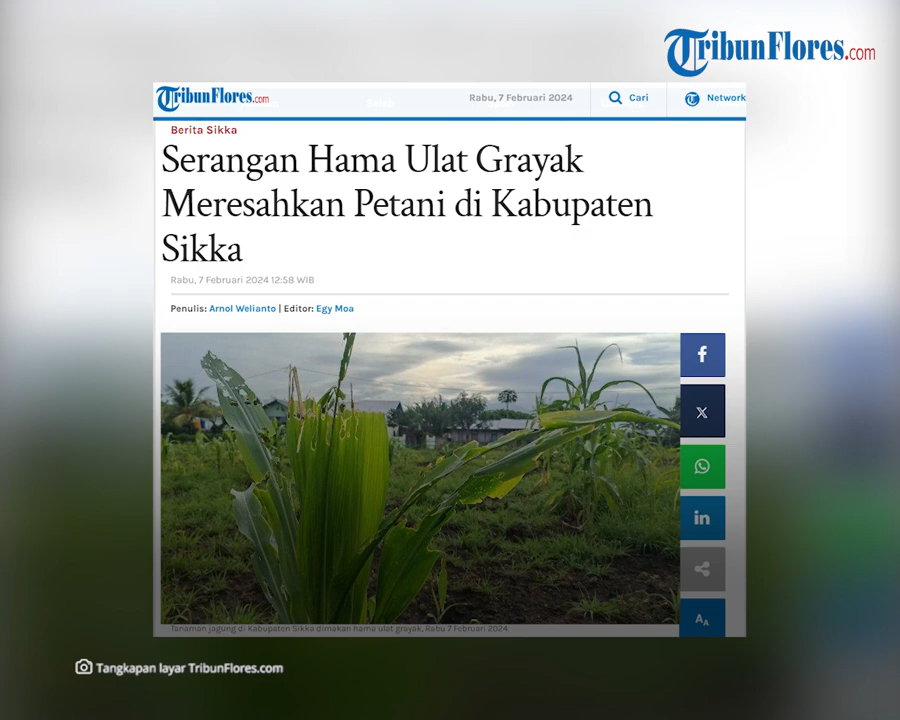 TribunFlores.com
TribunFlores.com
Rabu, 7 Februari 2024
Cari
Network
Berita Sikka
Serangan Hama Ulat Grayak
Meresahkan Petani di Kabupaten
Sikka
Rabu, 7 Februari 2024 12:58 WIB
Penulis: Arnol Welianto | Editor: Egy Moa
f
X
in
AA
Tanaman jagung di Kabupaten Sikka dimakan hama ulat grayak, Rabu 7 Februari 2024.
Tangkapan layar TribunFlores.com